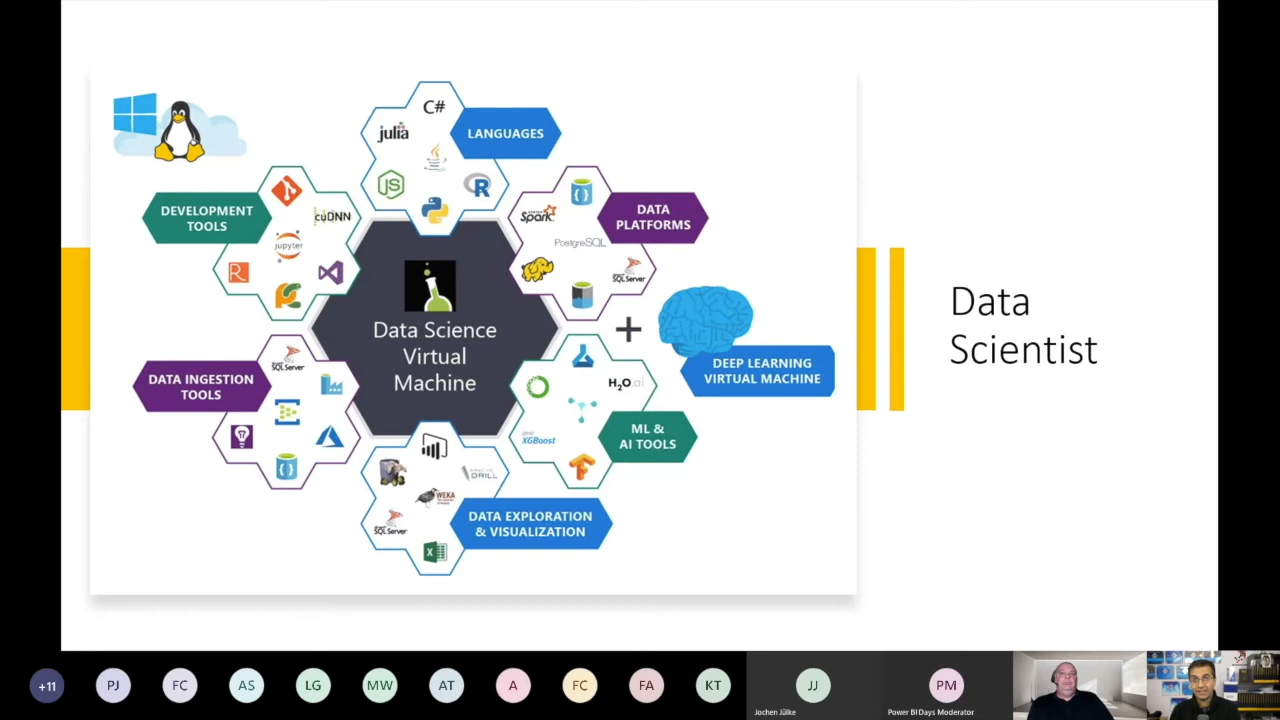 C#
julia
LANGUAGES
JS
R
DEVELOPMENT
TOOLS
cuDNN
jupyter
R
DATA
PLATFORMS
Spark
PostgreSQL
SQL Server
Data Science
Virtual
Machine
+
DEEP LEARNING
VIRTUAL MACHINE
DATA INGESTION
TOOLS
SQL Server
H2O.ai
XGBoost
ML &
AI TOOLS
DRILL
WEKA
SQL Server
DATA EXPLORATION
& VISUALIZATION
Data
Scientist
+11
PJ
FC
AS
LG
MW
AT
A
FC
FA
KT
JJ
Jochen Jülke
PM
Power BI Days Moderator